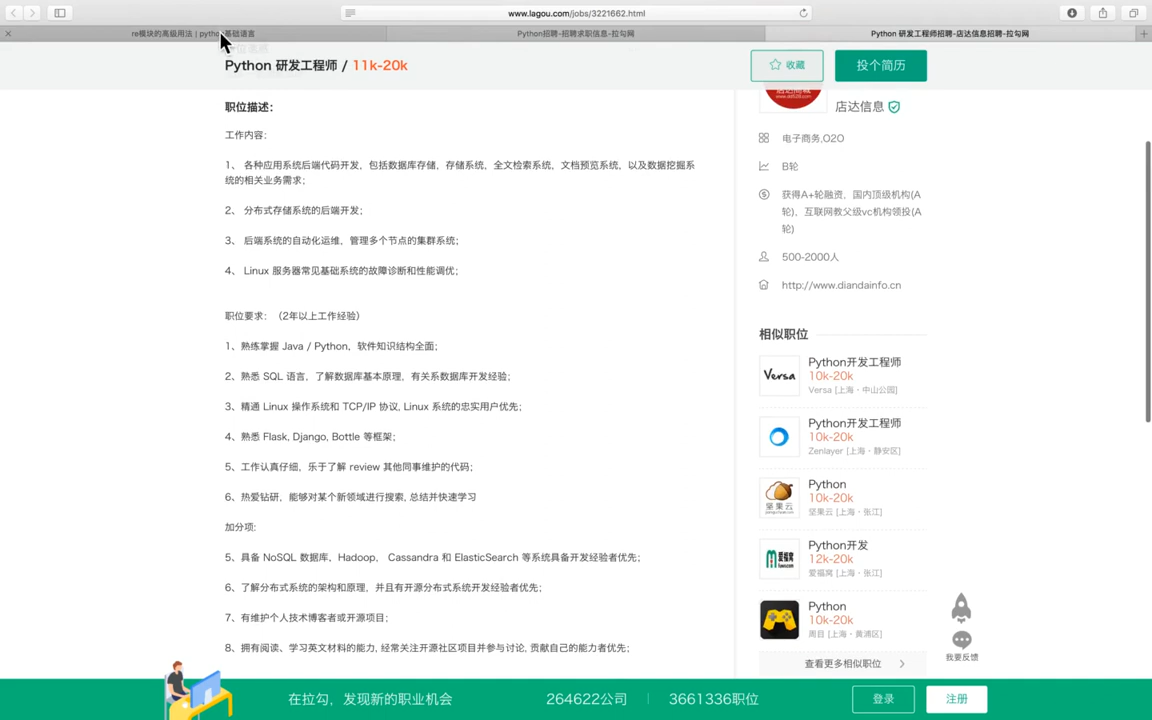 www.lagou.com/jobs/3221662.html
re模块的高级用法 | python基础语言
Python招聘-招聘求职信息-拉勾网
Python 研发工程师招聘-店达信息招聘-拉勾网
Python 研发工程师 / 11k-20k
收藏
投个简历
职位描述：
工作内容:
1、 各种应用系统后端代码开发，包括数据库存储，存储系统，全文检索系统，文档预览系统，以及数据挖掘系
统的相关业务需求；
2、 分布式存储系统的后端开发；
3、 后端系统的自动化运维，管理多个节点的集群系统；
4、 Linux 服务器常见基础系统的故障诊断和性能调优；
职位要求：（2年以上工作经验）
1、熟练掌握 Java / Python，软件知识结构全面；
2、熟悉 SQL 语言，了解数据库基本原理，有关系数据库开发经验；
3、精通 Linux 操作系统和 TCP/IP 协议, Linux 系统的忠实用户优先；
4、熟悉 Flask, Django, Bottle 等框架；
5、工作认真仔细，乐于了解 review 其他同事维护的代码；
6、热爱钻研，能够对某个新领域进行搜索, 总结并快速学习
加分项:
5、具备 NoSQL 数据库，Hadoop， Cassandra 和 ElasticSearch 等系统具备开发经验者优先；
6、了解分布式系统的架构和原理，并且有开源分布式系统开发经验者优先；
7、有维护个人技术博客者或开源项目；
8、拥有阅读、学习英文材料的能力, 经常关注开源社区项目并参与讨论, 贡献自己的能力者优先；
店达信息
电子商务,O2O
B轮
获得A+轮融资，国内顶级机构(A
轮)，互联网教父级vc机构领投(A
轮)
500-2000人
http://www.diandainfo.cn
相似职位
Versa
Python开发工程师
10k-20k
Versa [上海・中山公园]
Python开发工程师
10k-20k
Zenlayer [上海・静安区]
坚果云
Python
10k-20k
坚果云 [上海・张江]
Python开发
12k-20k
爱福窝 [上海・张江]
Python
10k-20k
周目 [上海・黄浦区]
查看更多相似职位
我要反馈
在拉勾，发现新的职业机会
264622公司
3661336职位
登录
注册